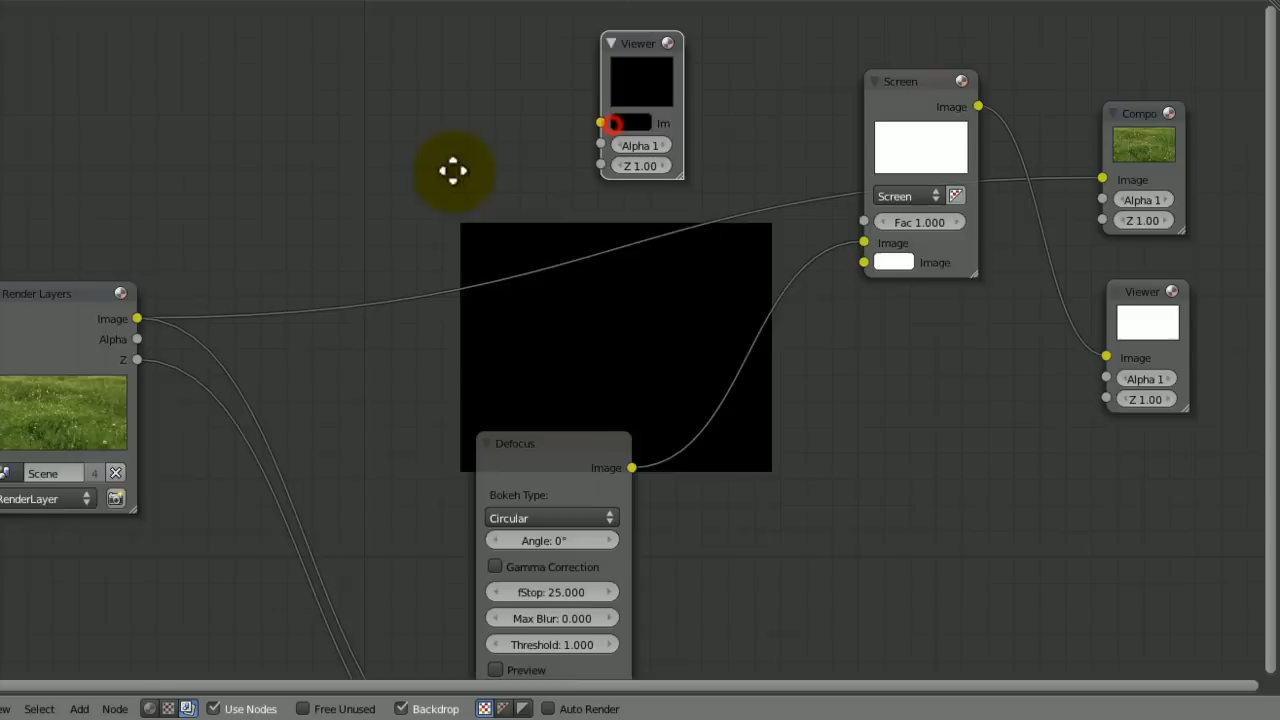 Viewer
Im
Alpha 1
Z 1.00
Screen
Image
Screen
Fac 1.000
Image
Image
Compo
Image
Alpha 1
Z 1.00
Viewer
Image
Alpha 1
Z 1.00
Render Layers
Image
Alpha
Z
Scene
4
RenderLayer
Defocus
Image
Bokeh Type:
Circular
Angle: 0°
Gamma Correction
fStop: 25.000
Max Blur: 0.000
Threshold: 1.000
Preview
ew Select Add Node Use Nodes Free Unused Backdrop Auto Render